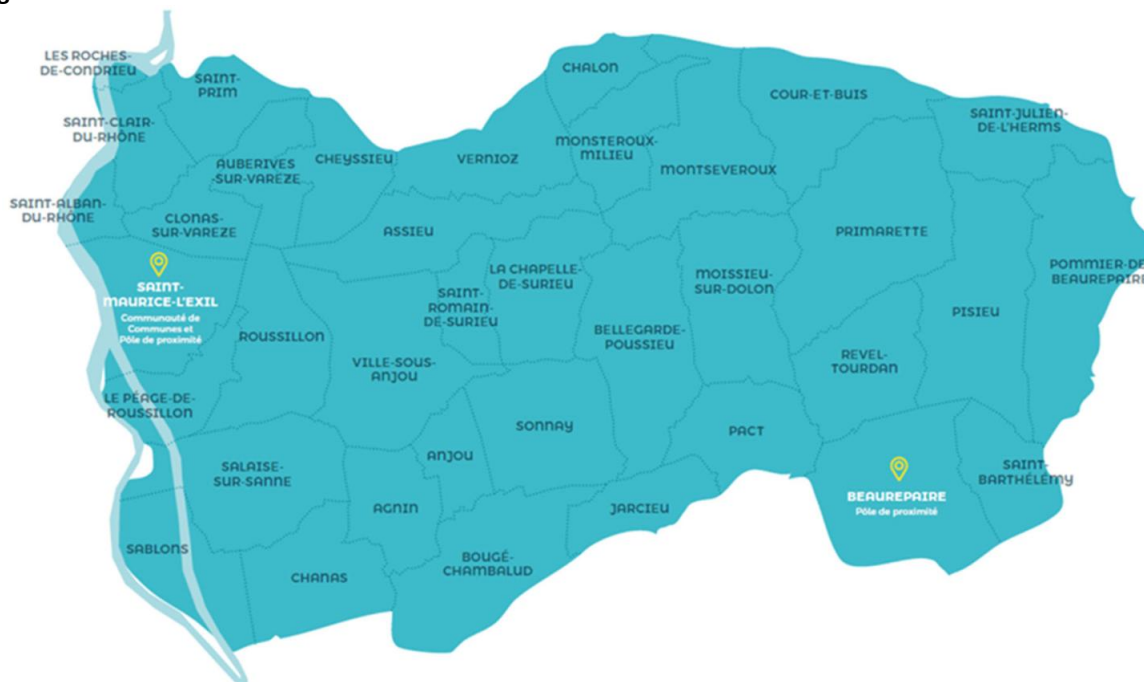 LES ROCHES-
DE-CONDRIEU
SAINT-
PRIM
CHALON
COUR-ET-BUIS
SAINT-JULIEN-
DE-L'HERMS
SAINT-CLAIR-
DU-RHÔNE
AUBERIVES
-SUR-VARÈZE
CHEYSSIEU
VERNIOZ
MONSTEROUX-
MILIEU
MONTSEVEROUX
SAINT-ALBAN-
DU-RHÔNE
CLONAS-
SUR-VAREZE
ASSIEU
PRIMARETTE
SAINT-
MAURICE-L'EXIL
Communauté de
Communes et
Pôle de proximité
LA CHAPELLE-
DE-SURIEU
MOISSIEU-
SUR-DOLON
POMMIER-DE-
BEAUREPAIRE
SAINT-
ROMAIN-
DE-SURIEU
PISIEU
ROUSSILLON
BELLEGARDE-
POUSSIEU
VILLE-SOUS-
ANJOU
REVEL-
TOURDAN
LE PÉAGE-DE-
ROUSSILLON
SONNAY
PACT
ANJOU
SALAISE-
SUR-SANNE
SAINT-
BARTHÉLÉMY
BEAUREPAIRE
Pôle de proximité
AGNIN
JARCIEU
SABLONS
BOUGÉ-
CHAMBALUD
CHANAS